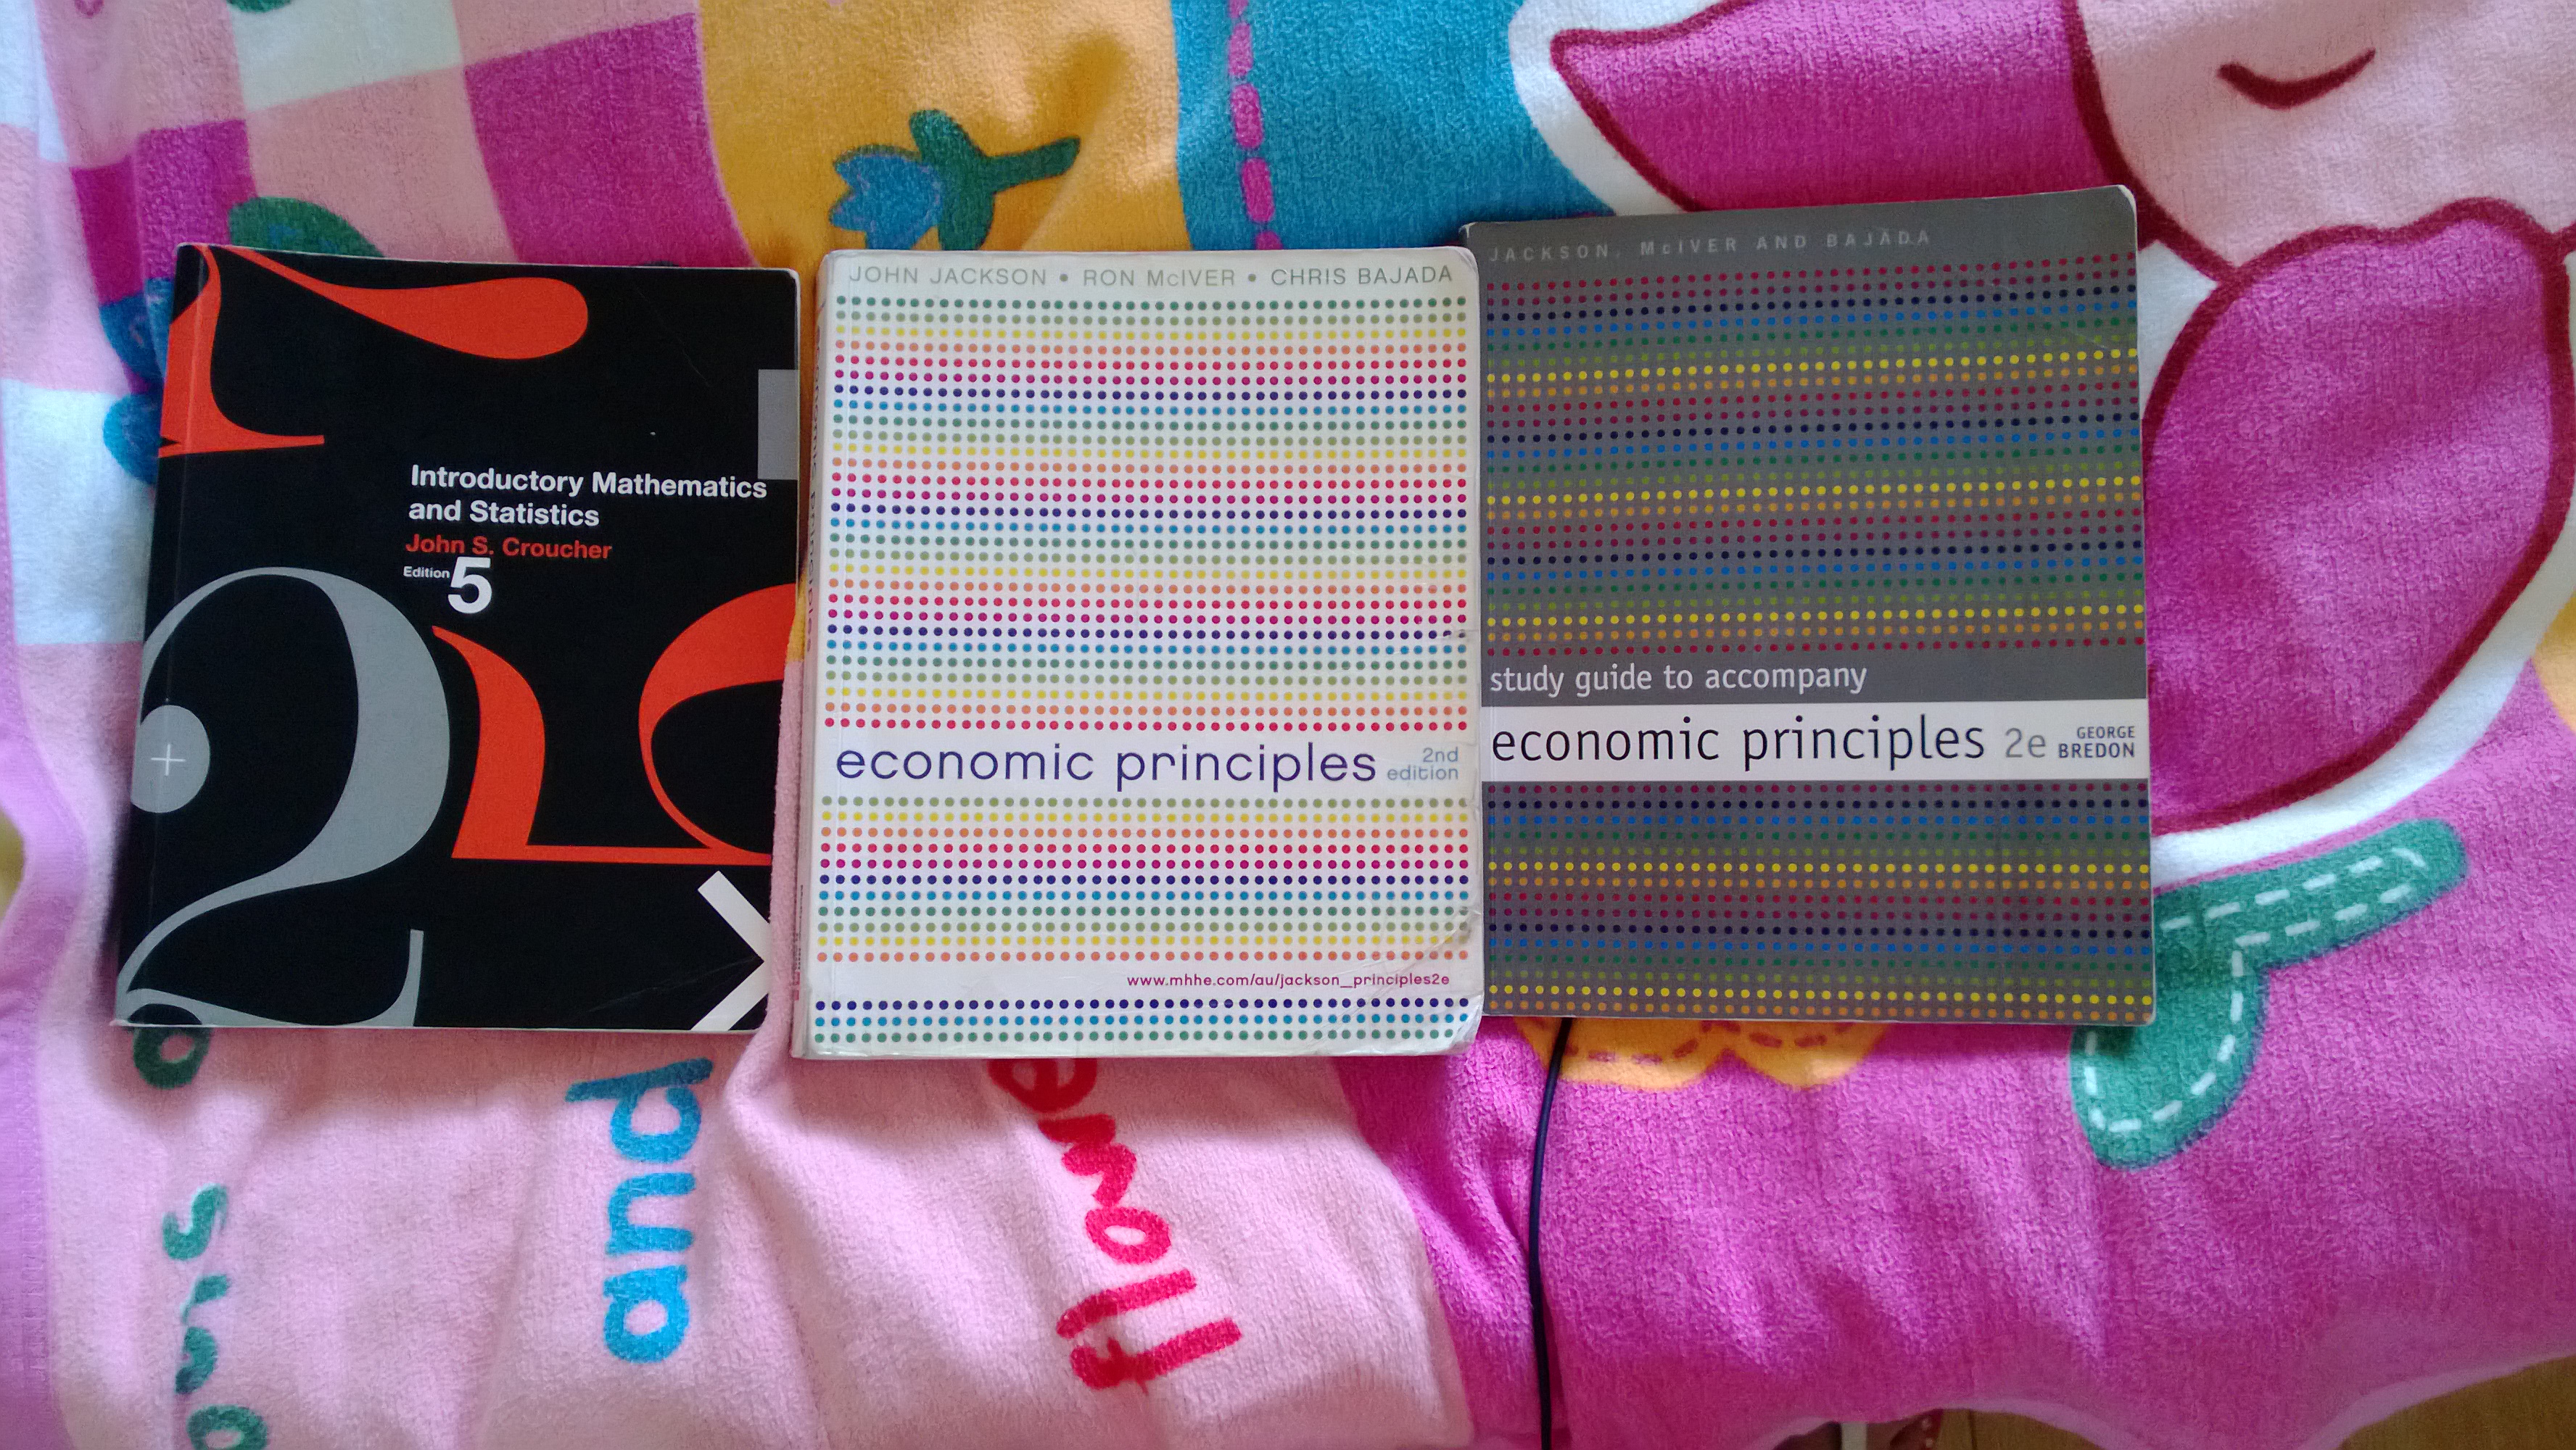 Introductory Mathematics
and Statistics
John S. Croucher
Edition 5
JOHN JACKSON • RON McIVER • CHRIS BAJADA
economic principles
2nd
edition
www.mhhe.com/au/jackson_principles2e
JACKSON, McIVER AND BAJADA
study guide to accompany
economic principles 2e
GEORGE
BREDON
and